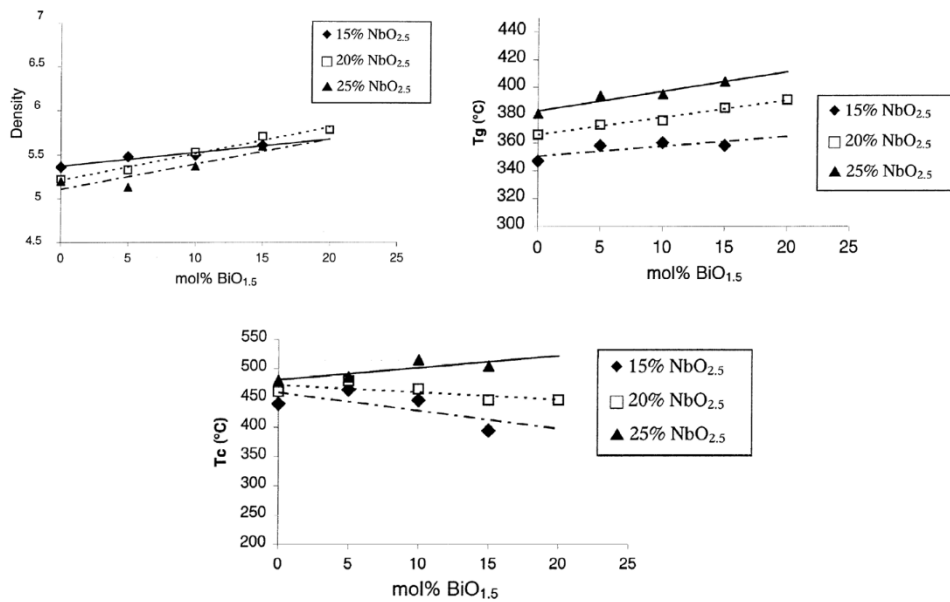 7
6.5
6
5.5
5
4.5
Density
0 5 10 15 20 25
mol% BiO1.5
15% NbO2.5
20% NbO2.5
25% NbO2.5
440
420
400
380
360
340
320
300
Tg (°C)
0 5 10 15 20 25
mol% BiO1.5
15% NbO2.5
20% NbO2.5
25% NbO2.5
550
500
450
400
350
300
250
200
Tc (°C)
0 5 10 15 20 25
mol% BiO1.5
15% NbO2.5
20% NbO2.5
25% NbO2.5